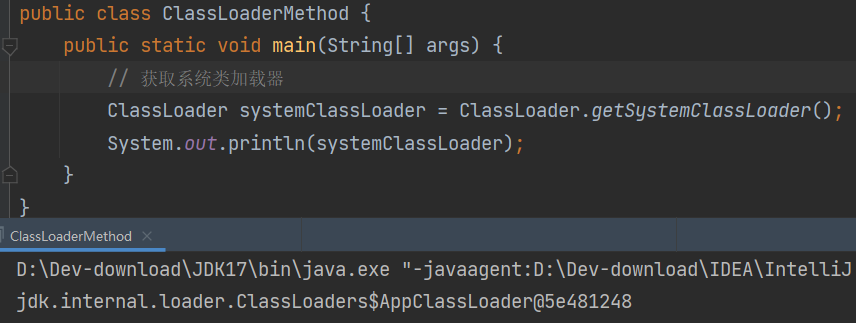 public class ClassLoaderMethod {
public static void main(String[] args) {
// 获取系统类加载器
ClassLoader systemClassLoader = ClassLoader.getSystemClassLoader();
System.out.println(systemClassLoader);
}
}
ClassLoaderMethod
D:\Dev-download\JDK17\bin\java.exe "-javaagent:D:\Dev-download\IDEA\IntelliJ
jdk.internal.loader.ClassLoaders$AppClassLoader@5e481248